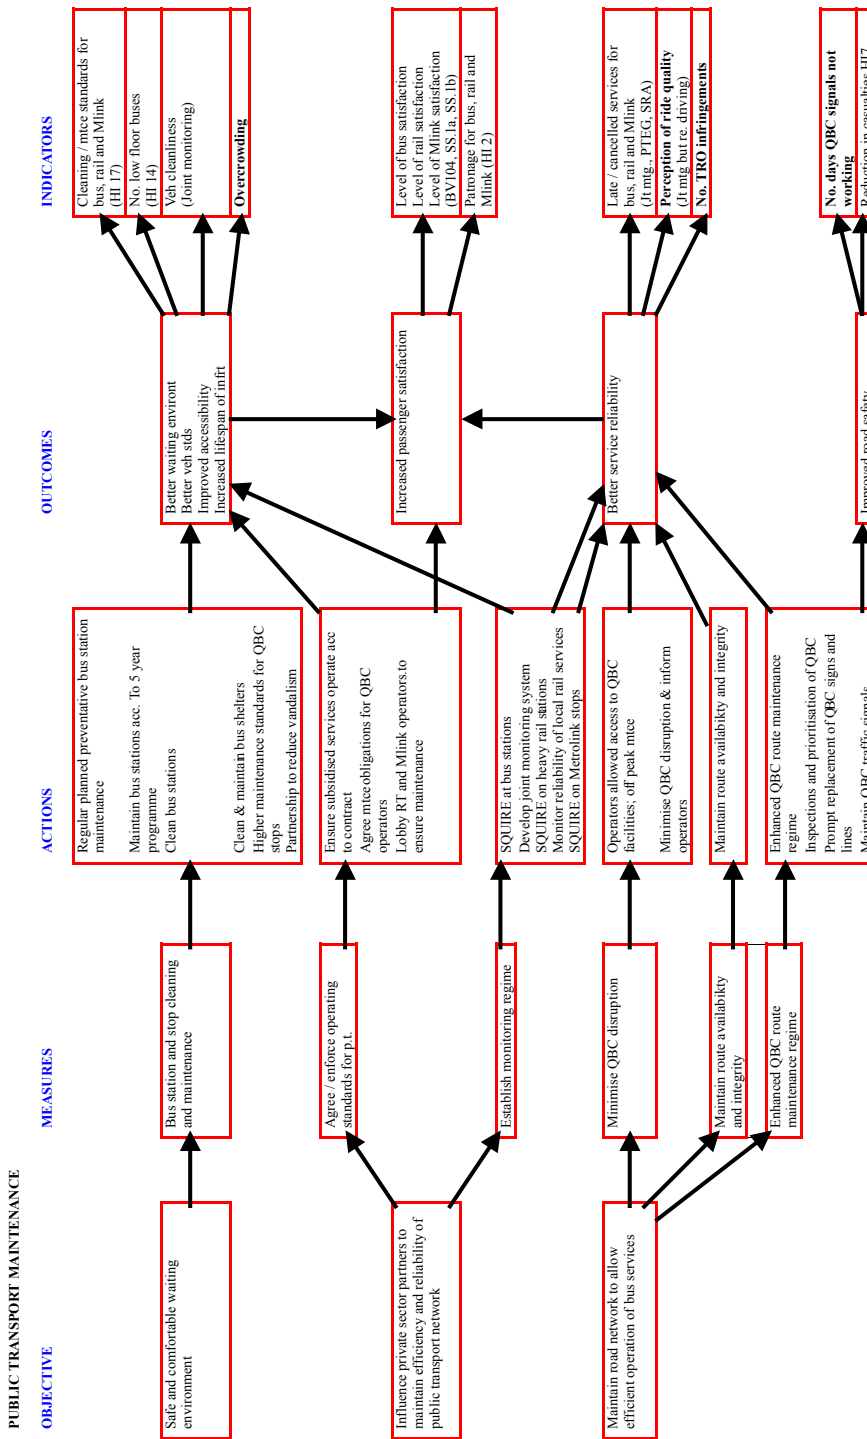 PUBLIC TRANSPORT MAINTENANCE
OBJECTIVE
MEASURES
ACTIONS
OUTCOMES
INDICATORS
Safe and comfortable waiting
environment
Bus station and stop cleaning
and maintenance
Regular planned preventative bus station
maintenance
Maintain bus stations acc. To 5 year
programme
Clean bus stations
Clean & maintain bus shelters
Higher maintenance standards for QBC
stops
Partnership to reduce vandalism
Better waiting environt
Better veh stds
Improved accessibility
Increased lifespan of infrt
Cleaning / mtce standards for
bus, rail and Mlink
(HI 17)
No. low floor buses
(HI 14)
Veh cleanliness
(Joint monitoring)
Overcrowding
Influence private sector partners to
maintain efficiency and reliability of
public transport network
Agree / enforce operating
standards for p.t.
Ensure subsidised services operate acc
to contract
Agree mtce obligations for QBC
operators
Lobby RT and Mlink operators.to
ensure maintenance
Increased passenger satisfaction
Level of bus satisfaction
Level of rail satisfaction
Level of Mlink satisfaction
(BV104, SS.1a, SS.1b)
Patronage for bus, rail and
Mlink (HI 2)
Establish monitoring regime
SQUIRE at bus stations
Develop joint monitoring system
SQUIRE on heavy rail stations
Monitor reliability of local rail services
SQUIRE on Metrolink stops
Maintain road network to allow
efficient operation of bus services
Minimise QBC disruption
Operators allowed access to QBC
facilities; off peak mtce
Minimise QBC disruption & inform
operators
Better service reliability
Late / cancelled services for
bus, rail and Mlink
(Jt mtg., PTEG, SRA)
Perception of ride quality
(Jt mtg but re. driving)
No. TRO infringements
Maintain route availabikty
and integrity
Maintain route availabikty and integrity
Enhanced QBC route
maintenance regime
Enhanced QBC route maintenance
regime
Inspections and prioritisation of QBC
Prompt replacement of QBC signs and
lines
Maintain QBC traffic signals
Improved road safety
No. days QBC signals not
working
Reduction in casualties HI7